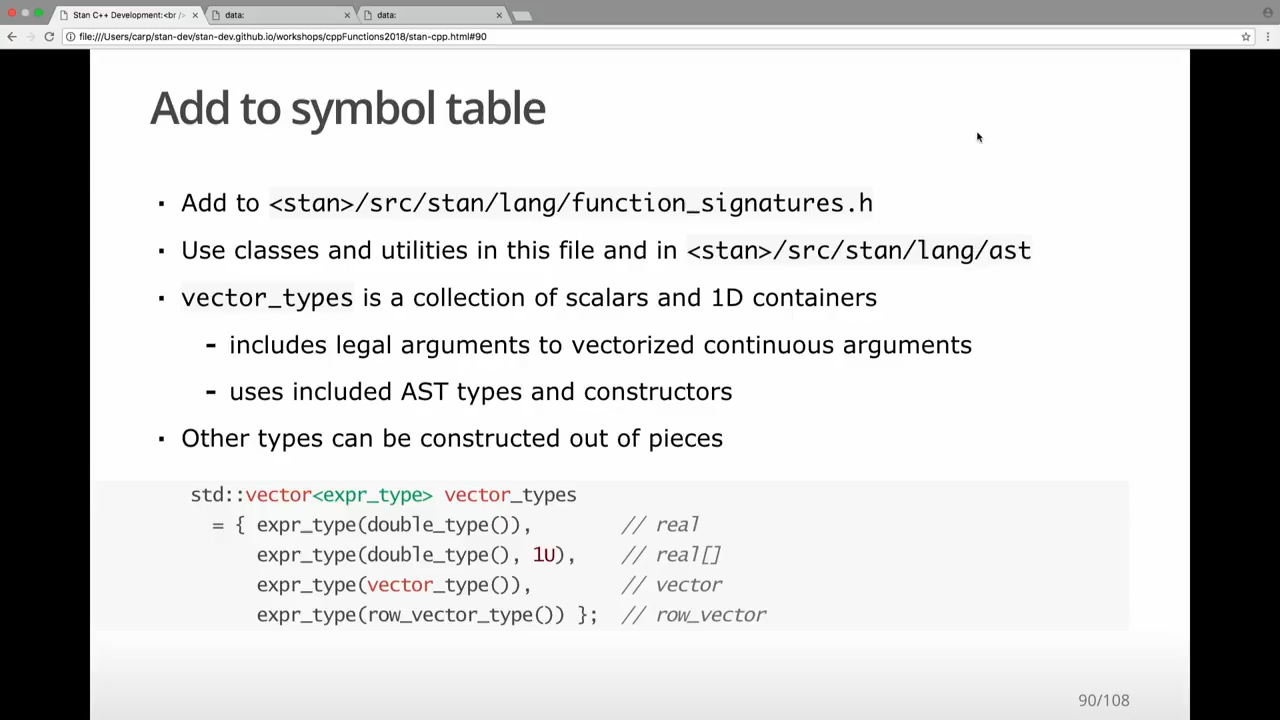 Stan C++ Development:<br />
data:
data:
file:///Users/carp/stan-dev/stan-dev.github.io/workshops/cppFunctions2018/stan-cpp.html#90
Add to symbol table
▪ Add to <stan>/src/stan/lang/function_signatures.h
▪ Use classes and utilities in this file and in <stan>/src/stan/lang/ast
▪ vector_types is a collection of scalars and 1D containers
- includes legal arguments to vectorized continuous arguments
- uses included AST types and constructors
▪ Other types can be constructed out of pieces
std::vector<expr_type> vector_types
= { expr_type(double_type()), // real
expr_type(double_type(), 1U), // real[]
expr_type(vector_type()), // vector
expr_type(row_vector_type()) }; // row_vector
90/108